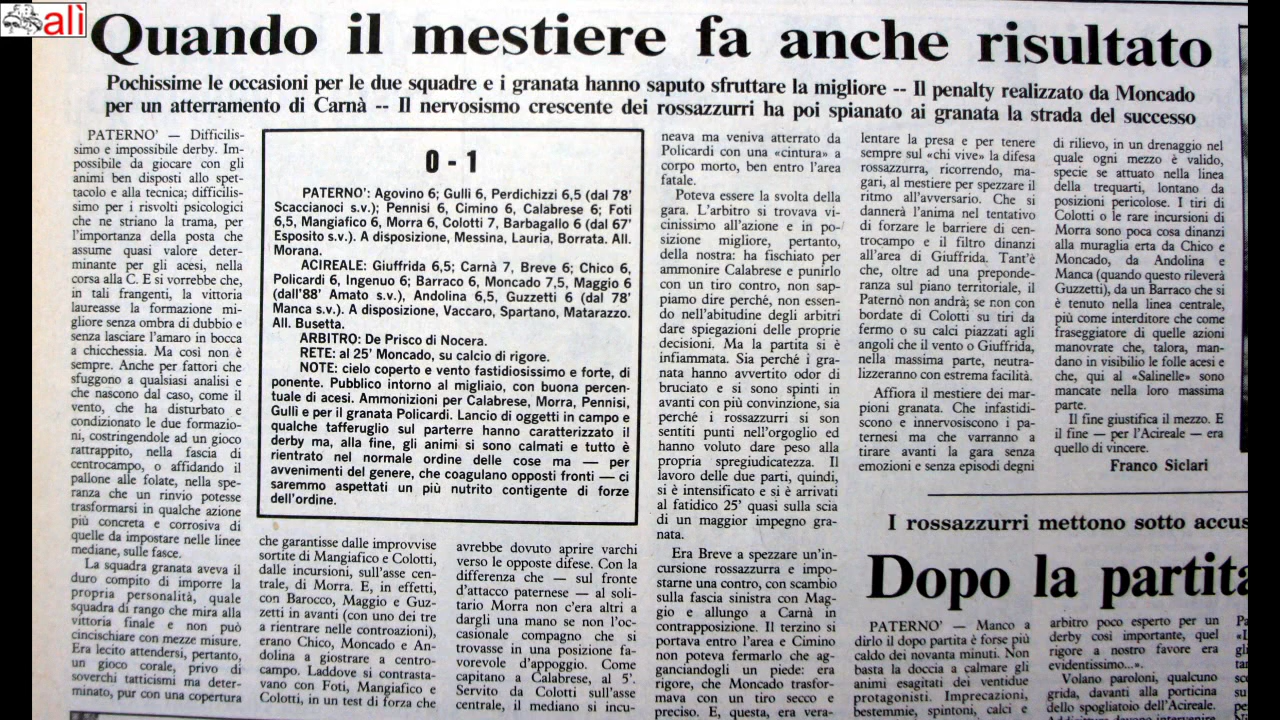 alì
Quando il mestiere fa anche risultato
Pochissime le occasioni per le due squadre e i granata hanno saputo sfruttare la migliore -- Il penalty realizzato da Moncado
per un atterramento di Carnà -- Il nervosismo crescente dei rossazzurri ha poi spianato ai granata la strada del successo
PATERNO' — Difficilis-
simo e impossibile derby. Im-
possibile da giocare con gli
animi ben disposti allo spet-
tacolo e alla tecnica; difficilis-
simo per i risvolti psicologici
che ne striano la trama, per
l'importanza della posta che
assume quasi valore deter-
minante per gli acesi, nella
corsa alla C. E si vorrebbe che,
in tali frangenti, la vittoria
laureasse la formazione mi-
gliore senza ombra di dubbio e
senza lasciare l'amaro in bocca
a chicchessia. Ma così non è
sempre. Anche per fattori che
sfuggono a qualsiasi analisi e
che nascono dal caso, come il
vento, che ha disturbato e
condizionato le due formazio-
ni, costringendole ad un gioco
rattrappito, nella fascia di
centrocampo, o affidando il
pallone alle folate, nella spe-
ranza che un rinvio potesse
trasformarsi in qualche azione
più concreta e corrosiva di
quelle da impostare nelle linee
mediane, sulle fasce.
La squadra granata aveva il
duro compito di imporre la
propria personalità, quale
squadra di rango che mira alla
vittoria finale e non può
cincischiare con mezze misure.
Era lecito attendersi, pertanto,
un gioco corale, privo di
soverchi tatticismi ma deter-
minato, pur con una copertura
0 - 1
PATERNO': Agovino 6; Gulli 6, Perdichizzi 6,5 (dal 78'
Scaccianoci s.v.); Pennisi 6, Cimino 6, Calabrese 6; Foti
6,5, Mangiafico 6, Morra 6, Colotti 7, Barbagallo 6 (dal 67'
Esposito s.v.). A disposizione, Messina, Lauria, Borrata. All.
Morana.
ACIREALE: Giuffrida 6,5; Carnà 7, Breve 6; Chico 6,
Policardi 6, Ingenuo 6; Barraco 6, Moncado 7,5, Maggio 6
(dall'88' Amato s.v.), Andolina 6,5, Guzzetti 6 (dal 78'
Manca s.v.). A disposizione, Vaccaro, Spartano, Matarazzo.
All. Busetta.
ARBITRO: De Prisco di Nocera.
RETE: al 25' Moncado, su calcio di rigore.
NOTE: cielo coperto e vento fastidiosissimo e forte, di
ponente. Pubblico intorno al migliaio, con buona percen-
tuale di acesi. Ammonizioni per Calabrese, Morra, Pennisi,
Gulli e per il granata Policardi. Lancio di oggetti in campo e
qualche tafferuglio sul parterre hanno caratterizzato il
derby ma, alla fine, gli animi si sono calmati e tutto è
rientrato nel normale ordine delle cose ma — per
avvenimenti del genere, che coagulano opposti fronti — ci
saremmo aspettati un più nutrito contigente di forze
dell'ordine.
che garantisse dalle improvvise
sortite di Mangiafico e Colotti,
dalle incursioni, sull'asse cen-
trale, di Morra. E, in effetti,
con Barocco, Maggio e Guz-
zetti in avanti (con uno dei tre
a rientrare nelle controazioni),
erano Chico, Moncado e An-
dolina a giostrare a centro-
campo. Laddove si contrasta-
vano con Foti, Mangiafico e
Colotti, in un test di forza che
avrebbe dovuto aprire varchi
verso le opposte difese. Con la
differenza che — sul fronte
d'attacco paternese — al soli-
tario Morra non c'era altri a
dargli una mano se non l'oc-
casionale compagno che si
trovasse in una posizione fa-
vorevole d'appoggio. Come
capitano a Calabrese, al 5'.
Servito da Colotti sull'asse
centrale, il mediano si incu-
neava ma veniva atterrato da
Policardi con una «cintura» a
corpo morto, ben entro l'area
fatale.
Poteva essere la svolta della
gara. L'arbitro si trovava vi-
cinissimo all'azione e in po-
sizione migliore, pertanto,
della nostra: ha fischiato per
ammonire Calabrese e punirlo
con un tiro contro, non sap-
piamo dire perché, non essen-
do nell'abitudine degli arbitri
dare spiegazioni delle proprie
decisioni. Ma la partita si è
infiammata. Sia perché i gra-
nata hanno avvertito odor di
bruciato e si sono spinti in
avanti con più convinzione, sia
perché i rossazzurri si son
sentiti punti nell'orgoglio ed
hanno voluto dare peso alla
propria spregiudicatezza. Il
lavoro delle due parti, quindi,
si è intensificato e si è arrivati
al fatidico 25' quasi sulla scia
di un maggior impegno gra-
nata.
Era Breve a spezzare un'in-
cursione rossazzurra e impo-
starne una contro, con scambio
sulla fascia sinistra con Mag-
gio e allungo a Carnà in
contrapposizione. Il terzino si
portava entro l'area e Cimino
non poteva fermarlo che ag-
ganciandogli un piede: era
rigore, che Moncado trasfor-
mava con un tiro secco e
preciso. E, questa, era vera-
lentare la presa e per tenere
sempre sul «chi vive» la difesa
rossazzurra, ricorrendo, ma-
gari, al mestiere per spezzare il
ritmo all'avversario. Che si
dannerà l'anima nel tentativo
di forzare le barriere di cen-
trocampo e il filtro dinanzi
all'area di Giuffrida. Tant'è
che, oltre ad una preponde-
ranza sul piano territoriale, il
Paternò non andrà; se non con
bordate di Colotti su tiri da
fermo o su calci piazzati agli
angoli che il vento o Giuffrida,
nella massima parte, neutra-
lizzeranno con estrema facilità.
Affiora il mestiere dei mar-
pioni granata. Che infastidi-
scono e innervosiscono i pa-
ternesi ma che varranno a
tirare avanti la gara senza
emozioni e senza episodi degni
di rilievo, in un drenaggio nel
quale ogni mezzo è valido,
specie se attuato nella linea
della trequarti, lontano da
posizioni pericolose. I tiri di
Colotti o le rare incursioni di
Morra sono poca cosa dinanzi
alla muraglia erta da Chico e
Moncado, da Andolina e
Manca (quando questo rileverà
Guzzetti), da un Barraco che si
è tenuto nella linea centrale,
più come interditore che come
fraseggiatore di quelle azioni
manovrate che, talora, man-
dano in visibilio le folle acesi e
che, qui al «Salinelle» sono
mancate nella loro massima
parte.
Il fine giustifica il mezzo. E
il fine — per l'Acireale — era
quello di vincere.
Franco Siclari
I rossazzurri mettono sotto accus
Dopo la partita
PATERNO' — Manco a
dirlo il dopo partita è forse più
caldo dei novanta minuti. Non
basta la doccia a calmare gli
animi esagitati dei ventidue
protagonisti. Imprecazioni,
bestemmie, spintoni, calci e
arbitro poco esperto per un
derby così importante, quel
rigore a nostro favore era
evidentissimo...».
Volano paroloni, qualcuno
grida, davanti alla porticina
dello spogliatoio dell'Acireale.